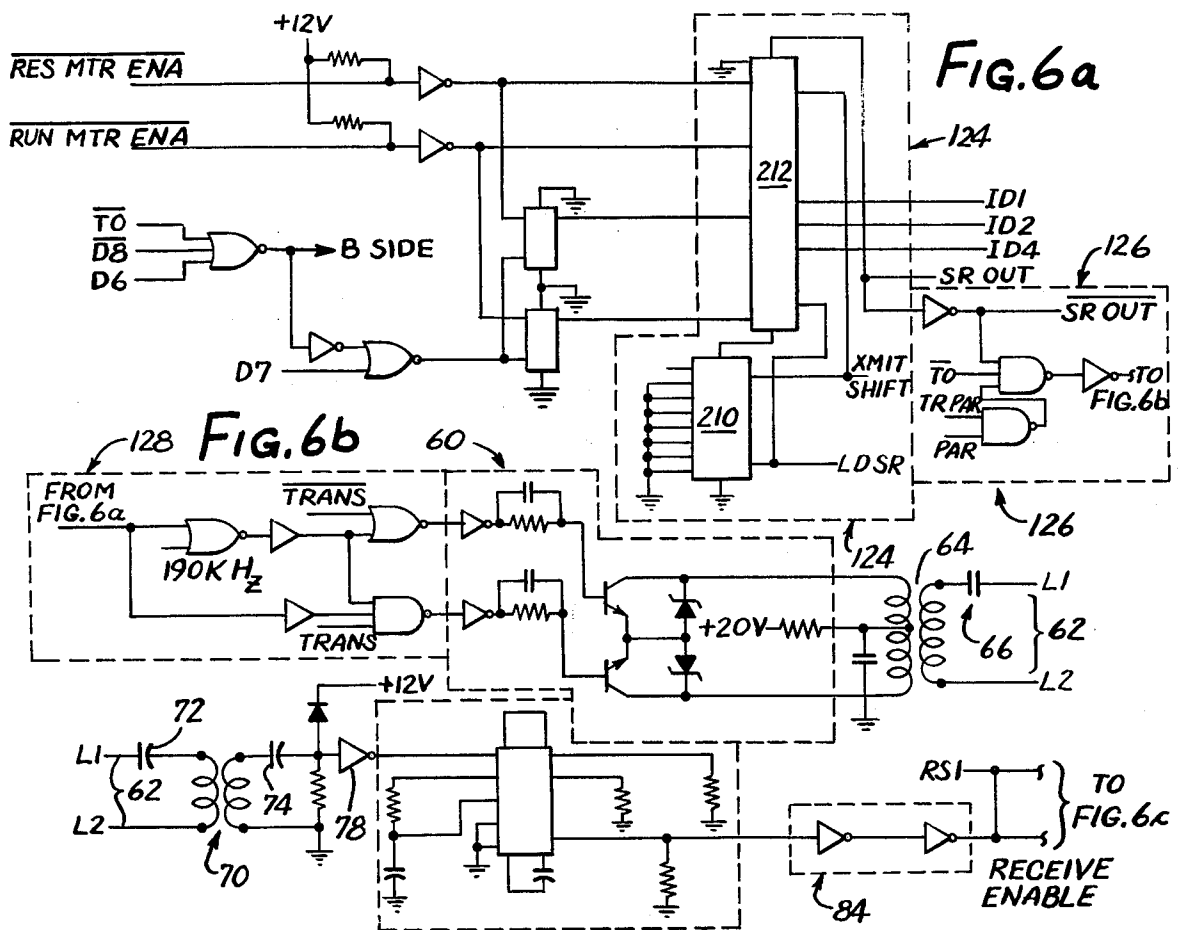 +12V
RES MTR ENA
RUN MTR ENA
FIG.6a
124
212
T0
D8
D6
B SIDE
ID1
ID2
ID4
SR OUT
126
SR OUT
D7
XMIT
SHIFT
T0
TO
FIG.6b
TR PAR
PAR
210
LDSR
126
128
FIG.6b
60
124
FROM
FIG.6a
TRANS
190KHZ
TRANS
+20V
64
L1
66
62
L2
+12V
72
L1
62
L2
74
78
70
RS1
TO
FIG.6c
RECEIVE
ENABLE
84